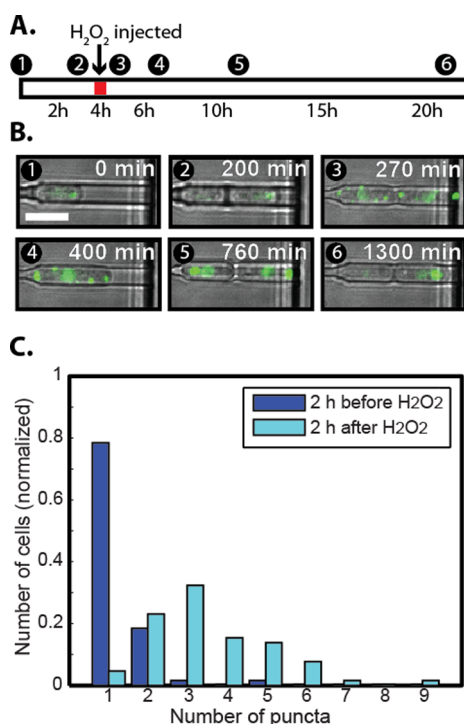 A.
H₂O₂ injected
1 2 3 4 5 6
2h 4h 6h 10h 15h 20h
B.
1 0 min 2 200 min 3 270 min
4 400 min 5 760 min 6 1300 min
C.
1
2 h before H2O2
2 h after H2O2
0.8
0.6
0.4
0.2
0
Number of cells (normalized)
1 2 3 4 5 6 7 8 9
Number of puncta